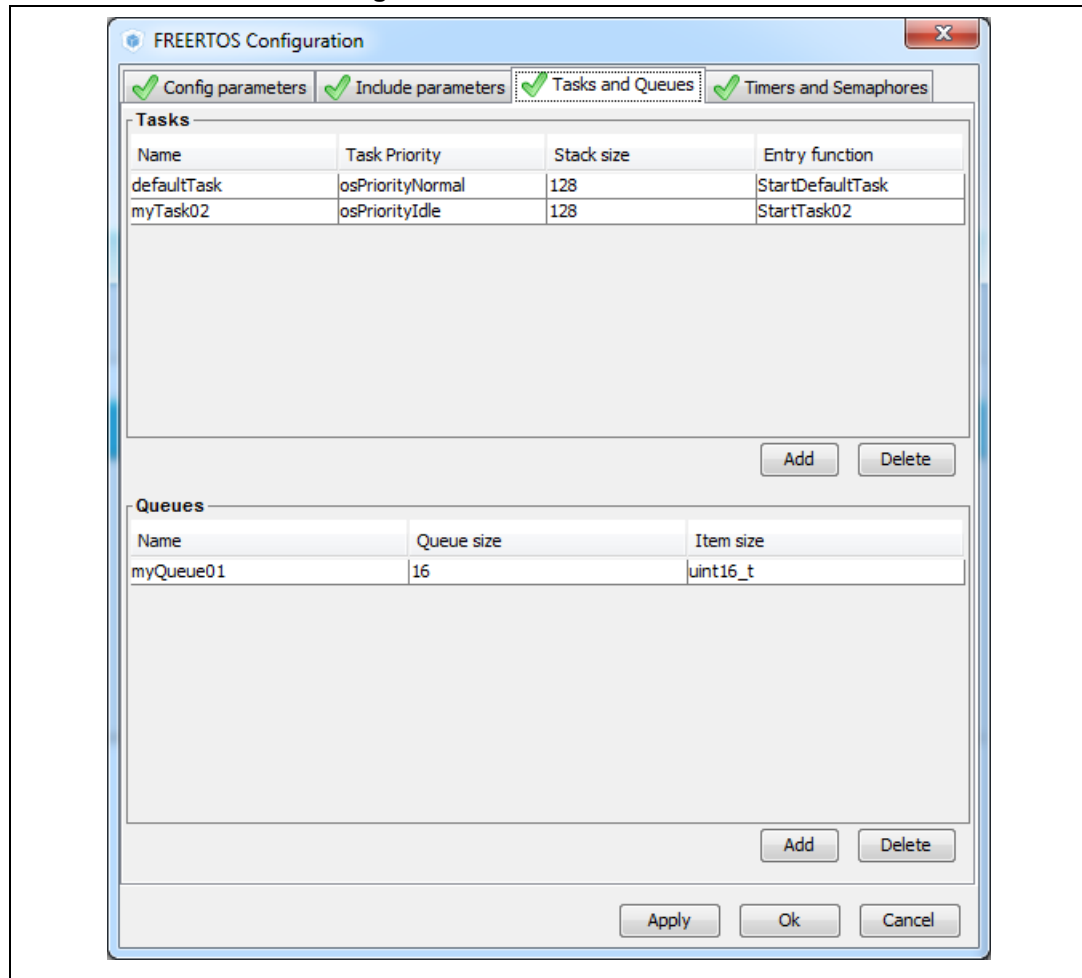 FREERTOS Configuration
Config parameters Include parameters Tasks and Queues Timers and Semaphores
Tasks
Name Task Priority Stack size Entry function
defaultTask osPriorityNormal 128 StartDefaultTask
myTask02 osPriorityIdle 128 StartTask02
Add Delete
Queues
Name Queue size Item size
myQueue01 16 uint16_t
Add Delete
Apply Ok Cancel